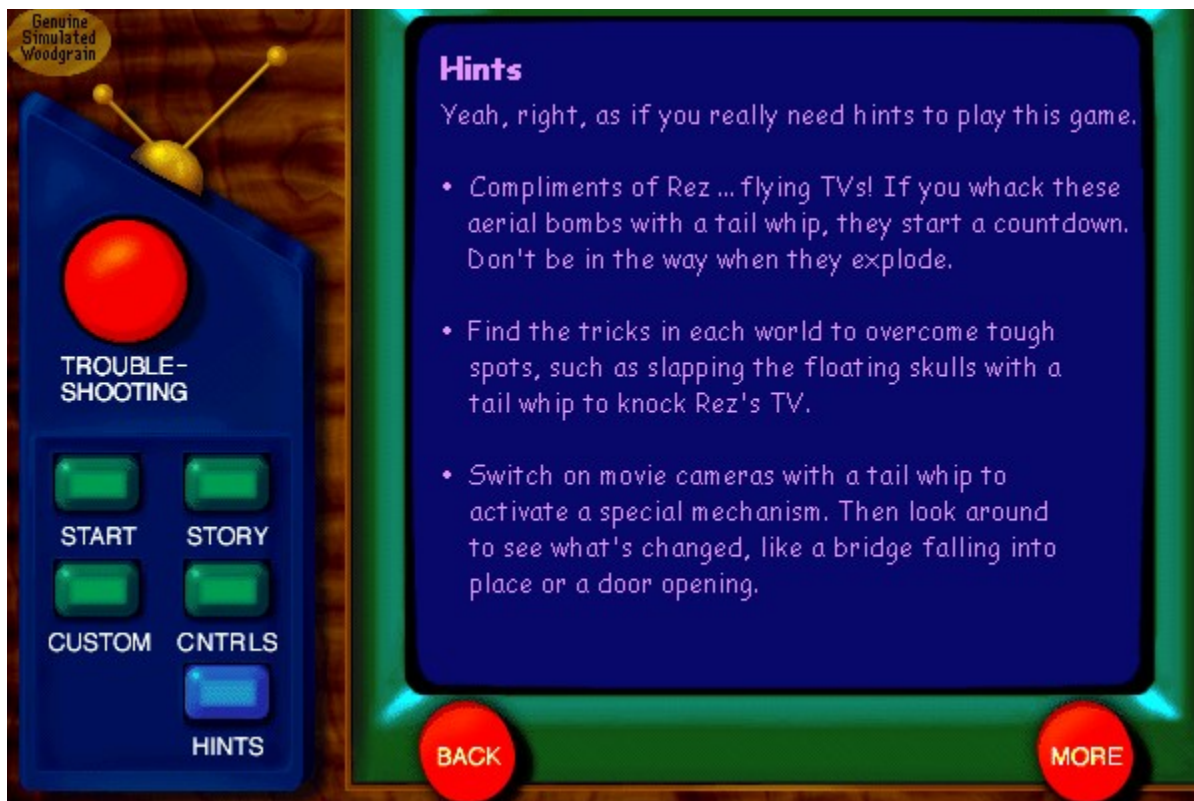 Genuine
Simulated
Woodgrain
TROUBLE-
SHOOTING
START STORY
CUSTOM CNTRLS
HINTS
Hints
Yeah, right, as if you really need hints to play this game.
• Compliments of Rez ... flying TVs! If you whack these
aerial bombs with a tail whip, they start a countdown.
Don't be in the way when they explode.
• Find the tricks in each world to overcome tough
spots, such as slapping the floating skulls with a
tail whip to knock Rez's TV.
• Switch on movie cameras with a tail whip to
activate a special mechanism. Then look around
to see what's changed, like a bridge falling into
place or a door opening.
BACK MORE